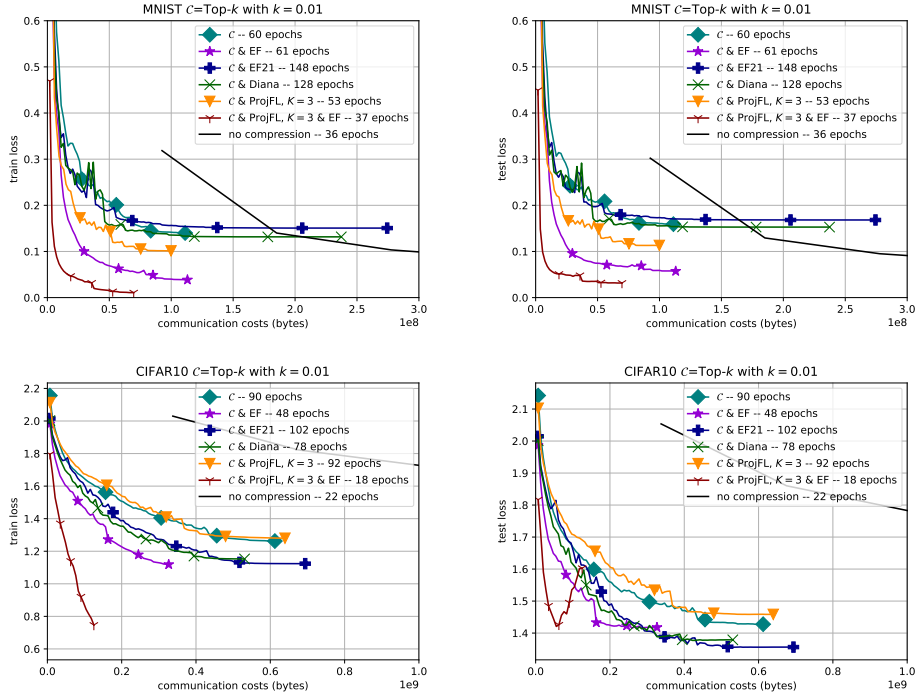 MNIST 𝒞=Top-k with k = 0.01
0.6
0.5
0.4
0.3
0.2
0.1
0.0
train loss
𝒞 -- 60 epochs
𝒞 & EF -- 61 epochs
𝒞 & EF21 -- 148 epochs
𝒞 & Diana -- 128 epochs
𝒞 & ProjFL, K = 3 -- 53 epochs
𝒞 & ProjFL, K = 3 & EF -- 37 epochs
no compression -- 36 epochs
0.0 0.5 1.0 1.5 2.0 2.5 3.0
communication costs (bytes)
1e8
MNIST 𝒞=Top-k with k = 0.01
0.6
0.5
0.4
0.3
0.2
0.1
0.0
test loss
𝒞 -- 60 epochs
𝒞 & EF -- 61 epochs
𝒞 & EF21 -- 148 epochs
𝒞 & Diana -- 128 epochs
𝒞 & ProjFL, K = 3 -- 53 epochs
𝒞 & ProjFL, K = 3 & EF -- 37 epochs
no compression -- 36 epochs
0.0 0.5 1.0 1.5 2.0 2.5 3.0
communication costs (bytes)
1e8
CIFAR10 𝒞=Top-k with k = 0.01
2.2
2.0
1.8
1.6
1.4
1.2
1.0
0.8
0.6
train loss
𝒞 -- 90 epochs
𝒞 & EF -- 48 epochs
𝒞 & EF21 -- 102 epochs
𝒞 & Diana -- 78 epochs
𝒞 & ProjFL, K = 3 -- 92 epochs
𝒞 & ProjFL, K = 3 & EF -- 18 epochs
no compression -- 22 epochs
0.0 0.2 0.4 0.6 0.8 1.0
communication costs (bytes)
1e9
CIFAR10 𝒞=Top-k with k = 0.01
2.1
2.0
1.9
1.8
1.7
1.6
1.5
1.4
test loss
𝒞 -- 90 epochs
𝒞 & EF -- 48 epochs
𝒞 & EF21 -- 102 epochs
𝒞 & Diana -- 78 epochs
𝒞 & ProjFL, K = 3 -- 92 epochs
𝒞 & ProjFL, K = 3 & EF -- 18 epochs
no compression -- 22 epochs
0.0 0.2 0.4 0.6 0.8 1.0
communication costs (bytes)
1e9